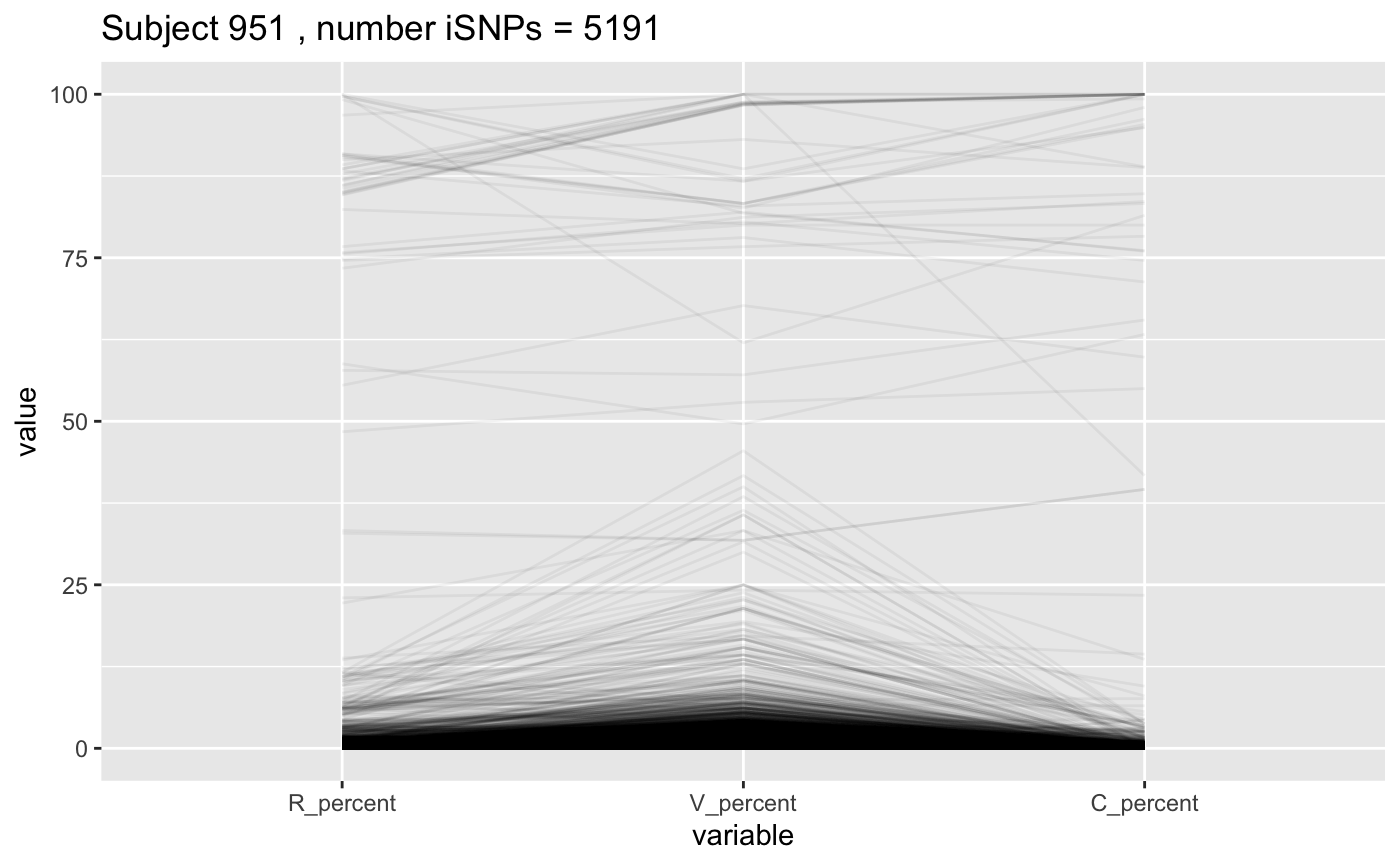 Subject 951 , number iSNPs = 5191
100
75
50
25
0
value
R_percent V_percent C_percent
variable